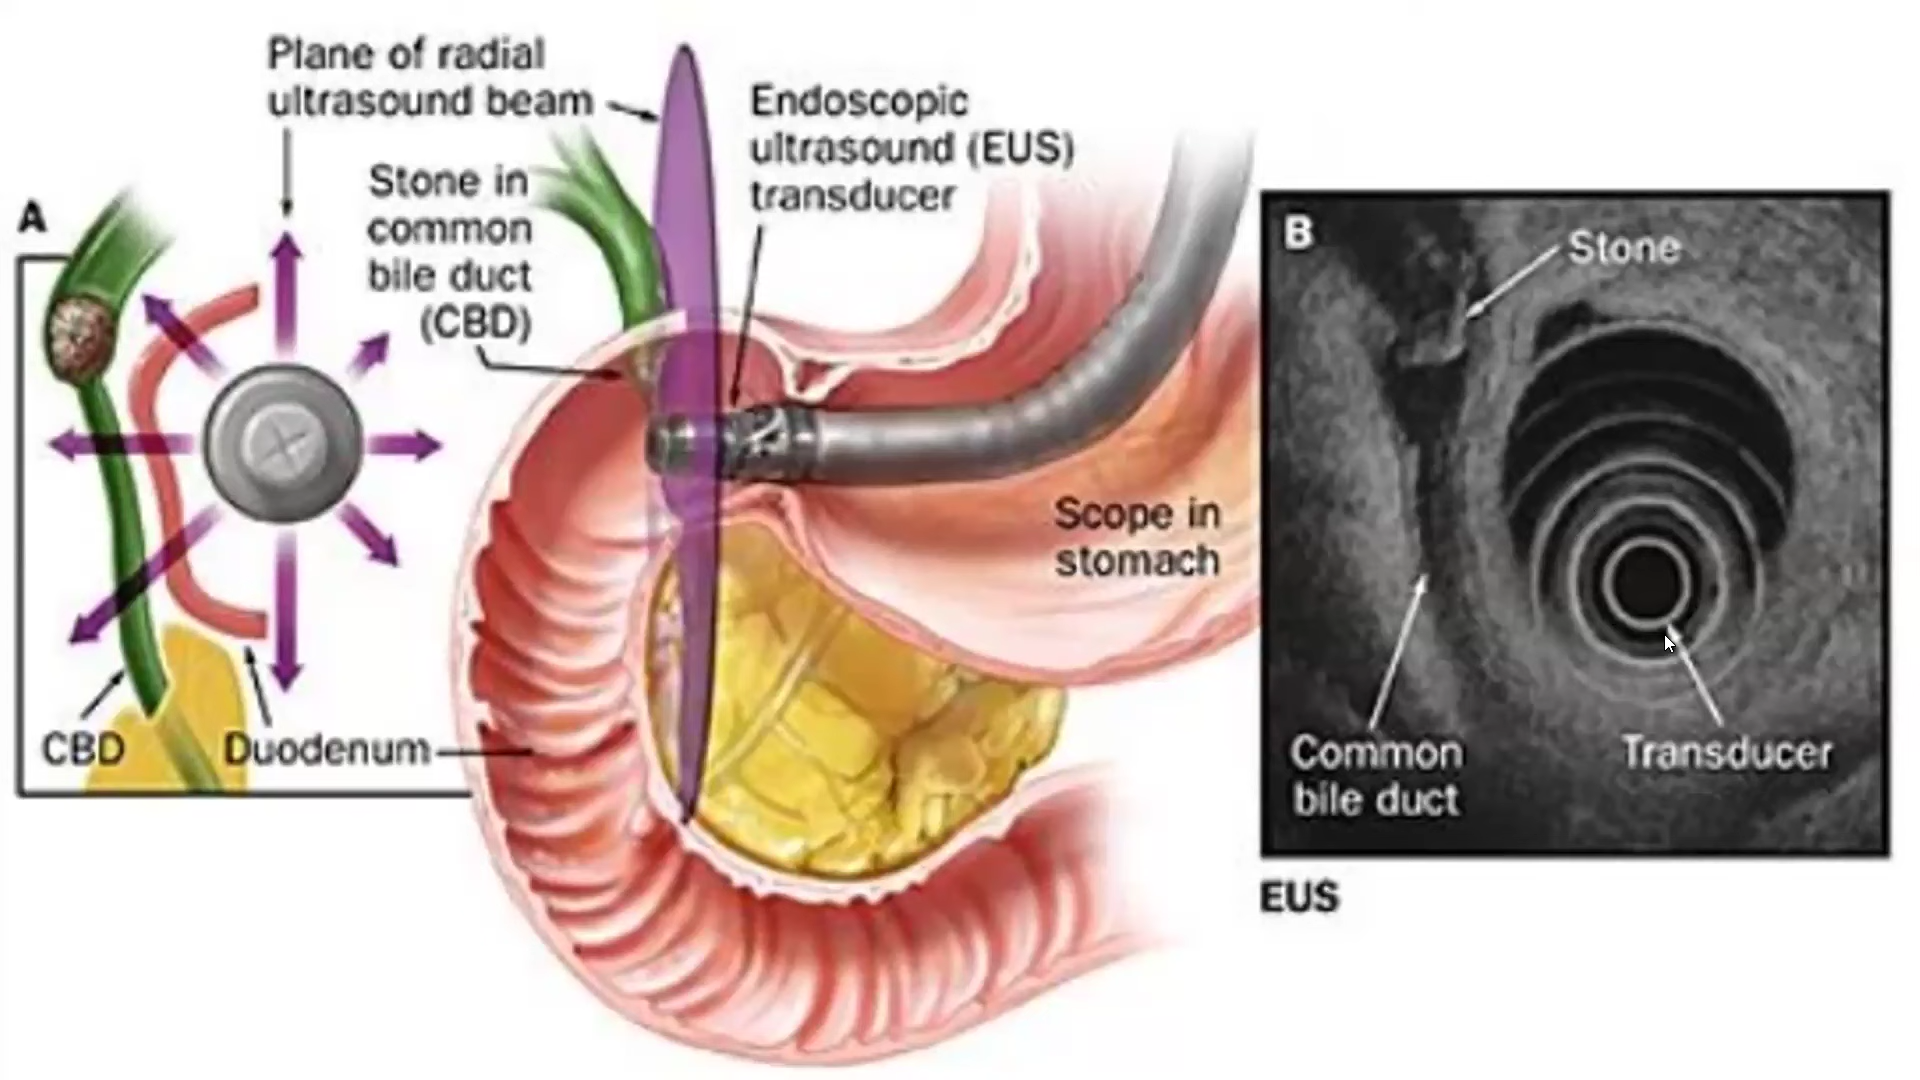 Plane of radial
ultrasound beam
Endoscopic
ultrasound (EUS)
transducer
Stone in
common
bile duct
(CBD)
A
CBD
Duodenum
Scope in
stomach
B
Stone
Common
bile duct
Transducer
EUS